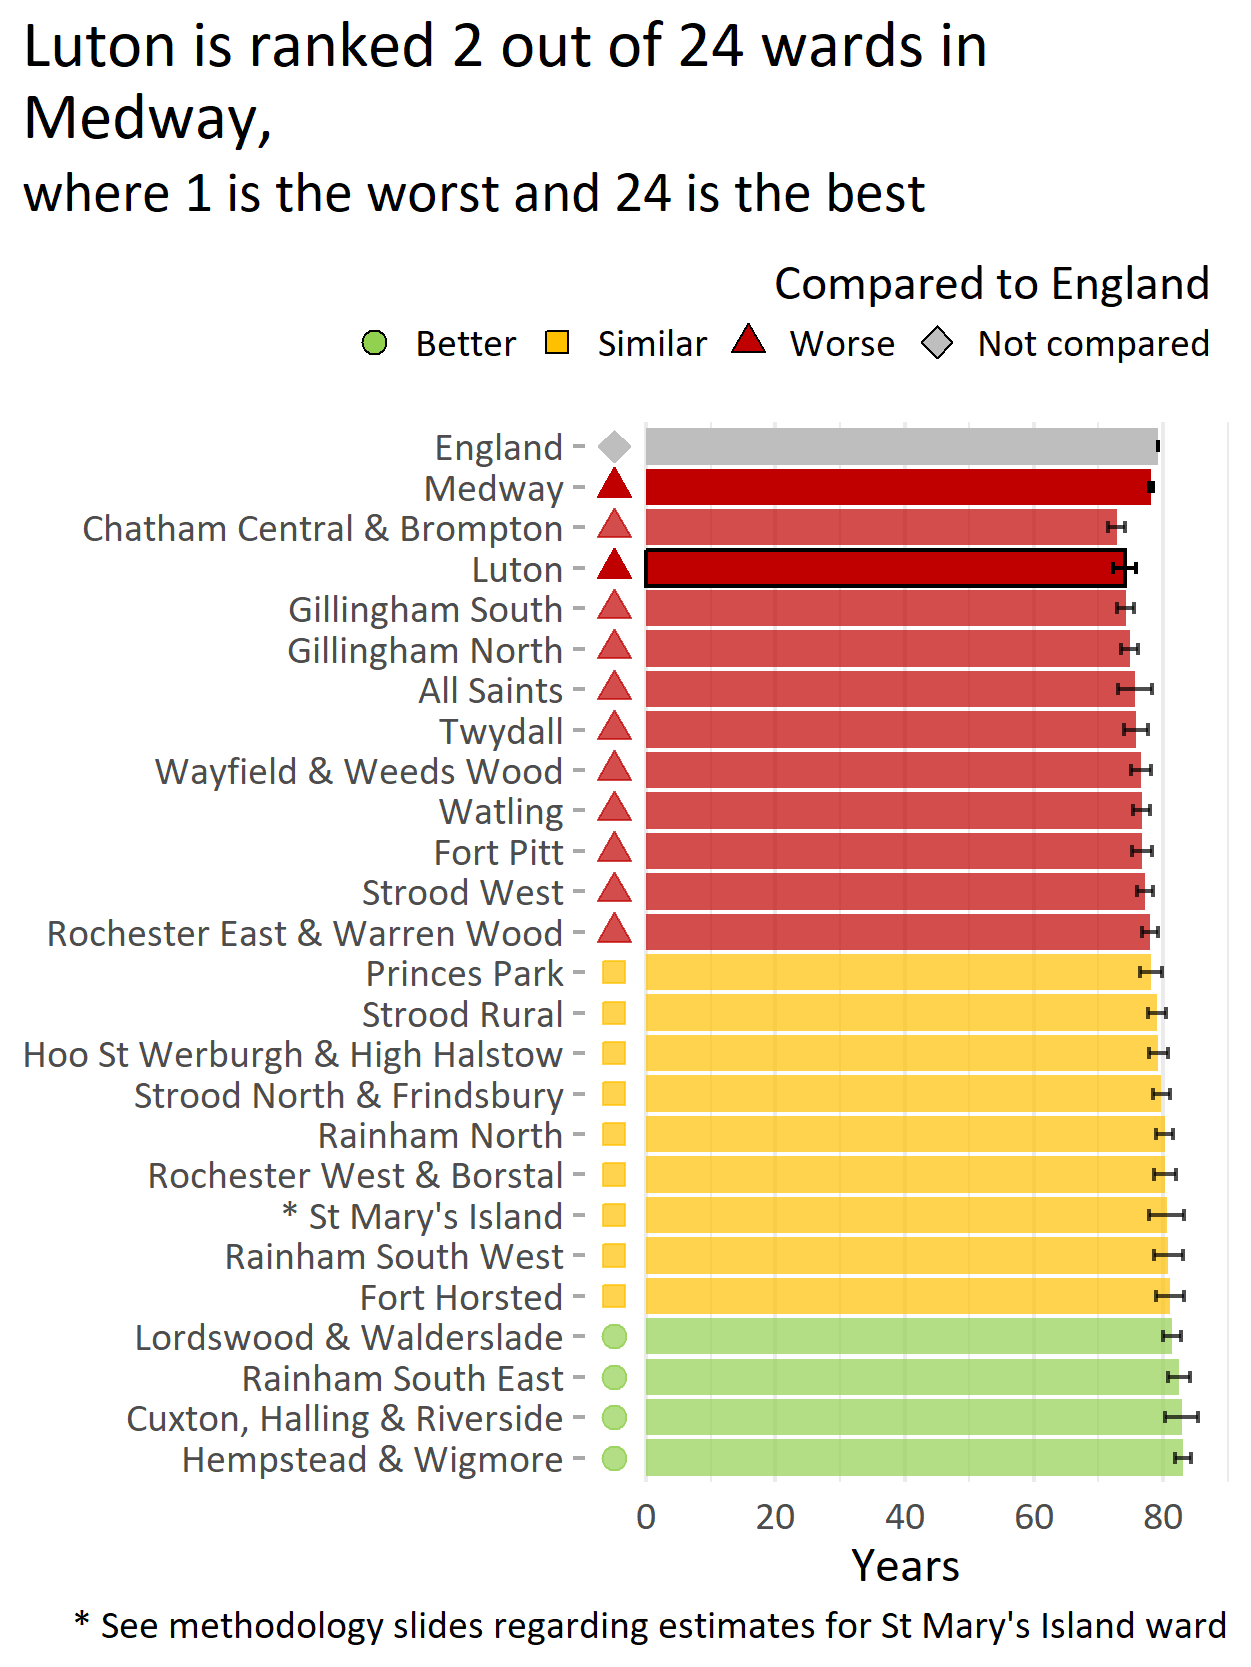 Luton is ranked 2 out of 24 wards in
Medway,
where 1 is the worst and 24 is the best
Compared to England
Better Similar Worse Not compared
England
Medway
Chatham Central & Brompton
Luton
Gillingham South
Gillingham North
All Saints
Twydall
Wayfield & Weeds Wood
Watling
Fort Pitt
Strood West
Rochester East & Warren Wood
Princes Park
Strood Rural
Hoo St Werburgh & High Halstow
Strood North & Frindsbury
Rainham North
Rochester West & Borstal
* St Mary's Island
Rainham South West
Fort Horsted
Lordswood & Walderslade
Rainham South East
Cuxton, Halling & Riverside
Hempstead & Wigmore
0 20 40 60 80
Years
* See methodology slides regarding estimates for St Mary's Island ward